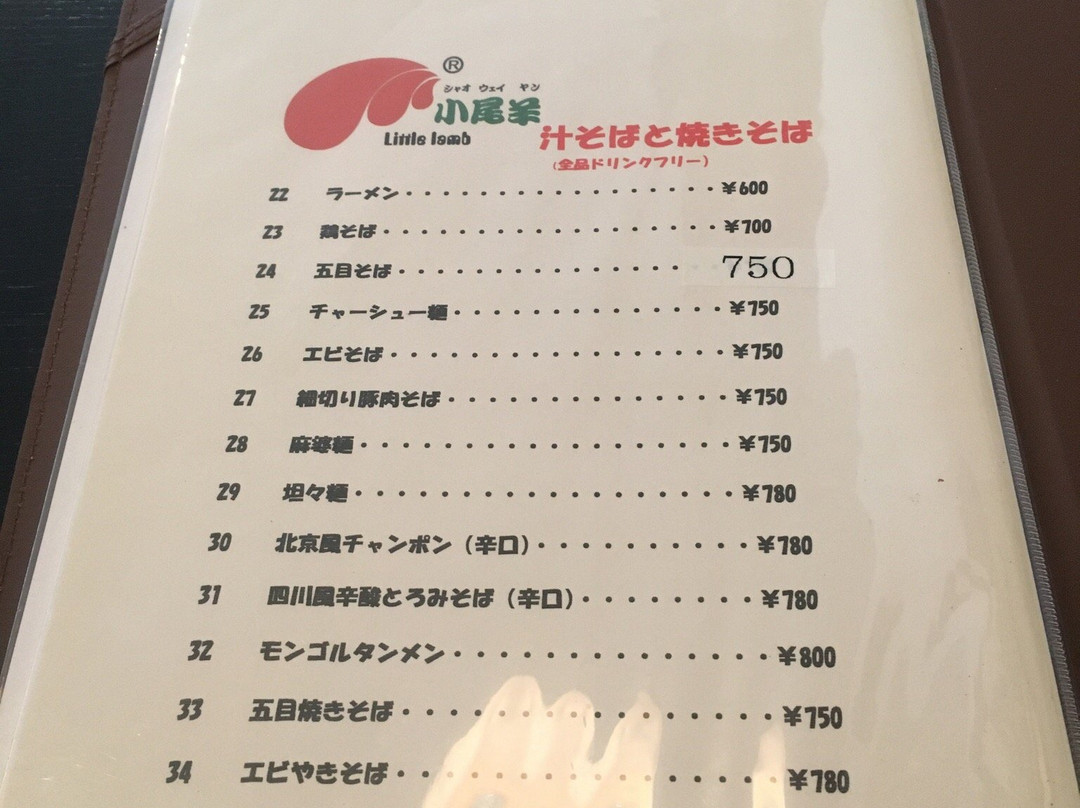 ®
シャオ ウェイ ヤン
小尾羊
Little lamb
汁そばと焼きそば
(全品ドリンクフリー)
22 ラーメン・・・・・・・・・・・・・・・・・¥600
23 鶏そば・・・・・・・・・・・・・・・・・・¥700
24 五目そば・・・・・・・・・・・・・・・・ 750
25 チャーシュー麺・・・・・・・・・・・・・・¥750
26 エビそば・・・・・・・・・・・・・・・・・¥750
27 細切り豚肉そば・・・・・・・・・・・・・・¥750
28 麻婆麺・・・・・・・・・・・・・・・・・・¥750
29 坦々麺・・・・・・・・・・・・・・・・・・¥780
30 北京風チャンポン(辛口)・・・・・・・・・・¥780
31 四川風辛酸とろみそば(辛口)・・・・・・・・¥780
32 モンゴルタンメン・・・・・・・・・・・・・・¥800
33 五目焼きそば・・・・・・・・・・・・・・・・¥750
34 エビやきそば・・・・・・・・・・・・・・・・¥780